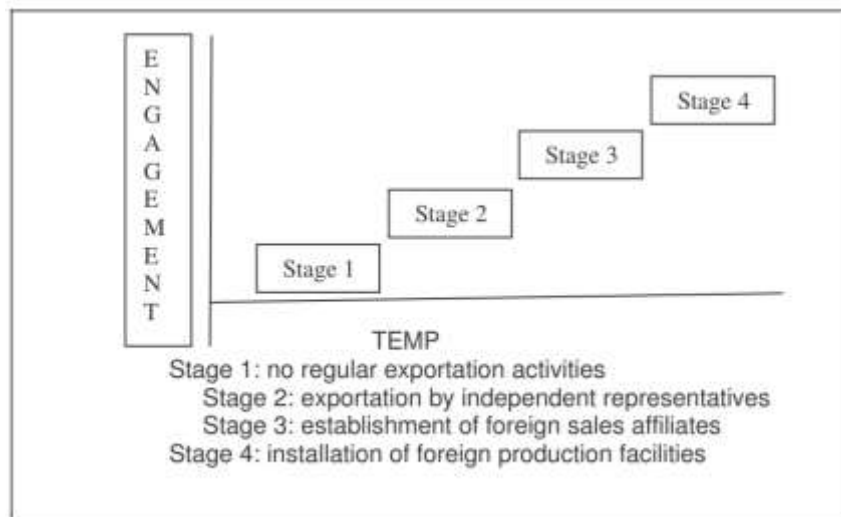 ENGAGEMENT
Stage 4
Stage 3
Stage 2
Stage 1
TEMP
Stage 1: no regular exportation activities
Stage 2: exportation by independent representatives
Stage 3: establishment of foreign sales affiliates
Stage 4: installation of foreign production facilities